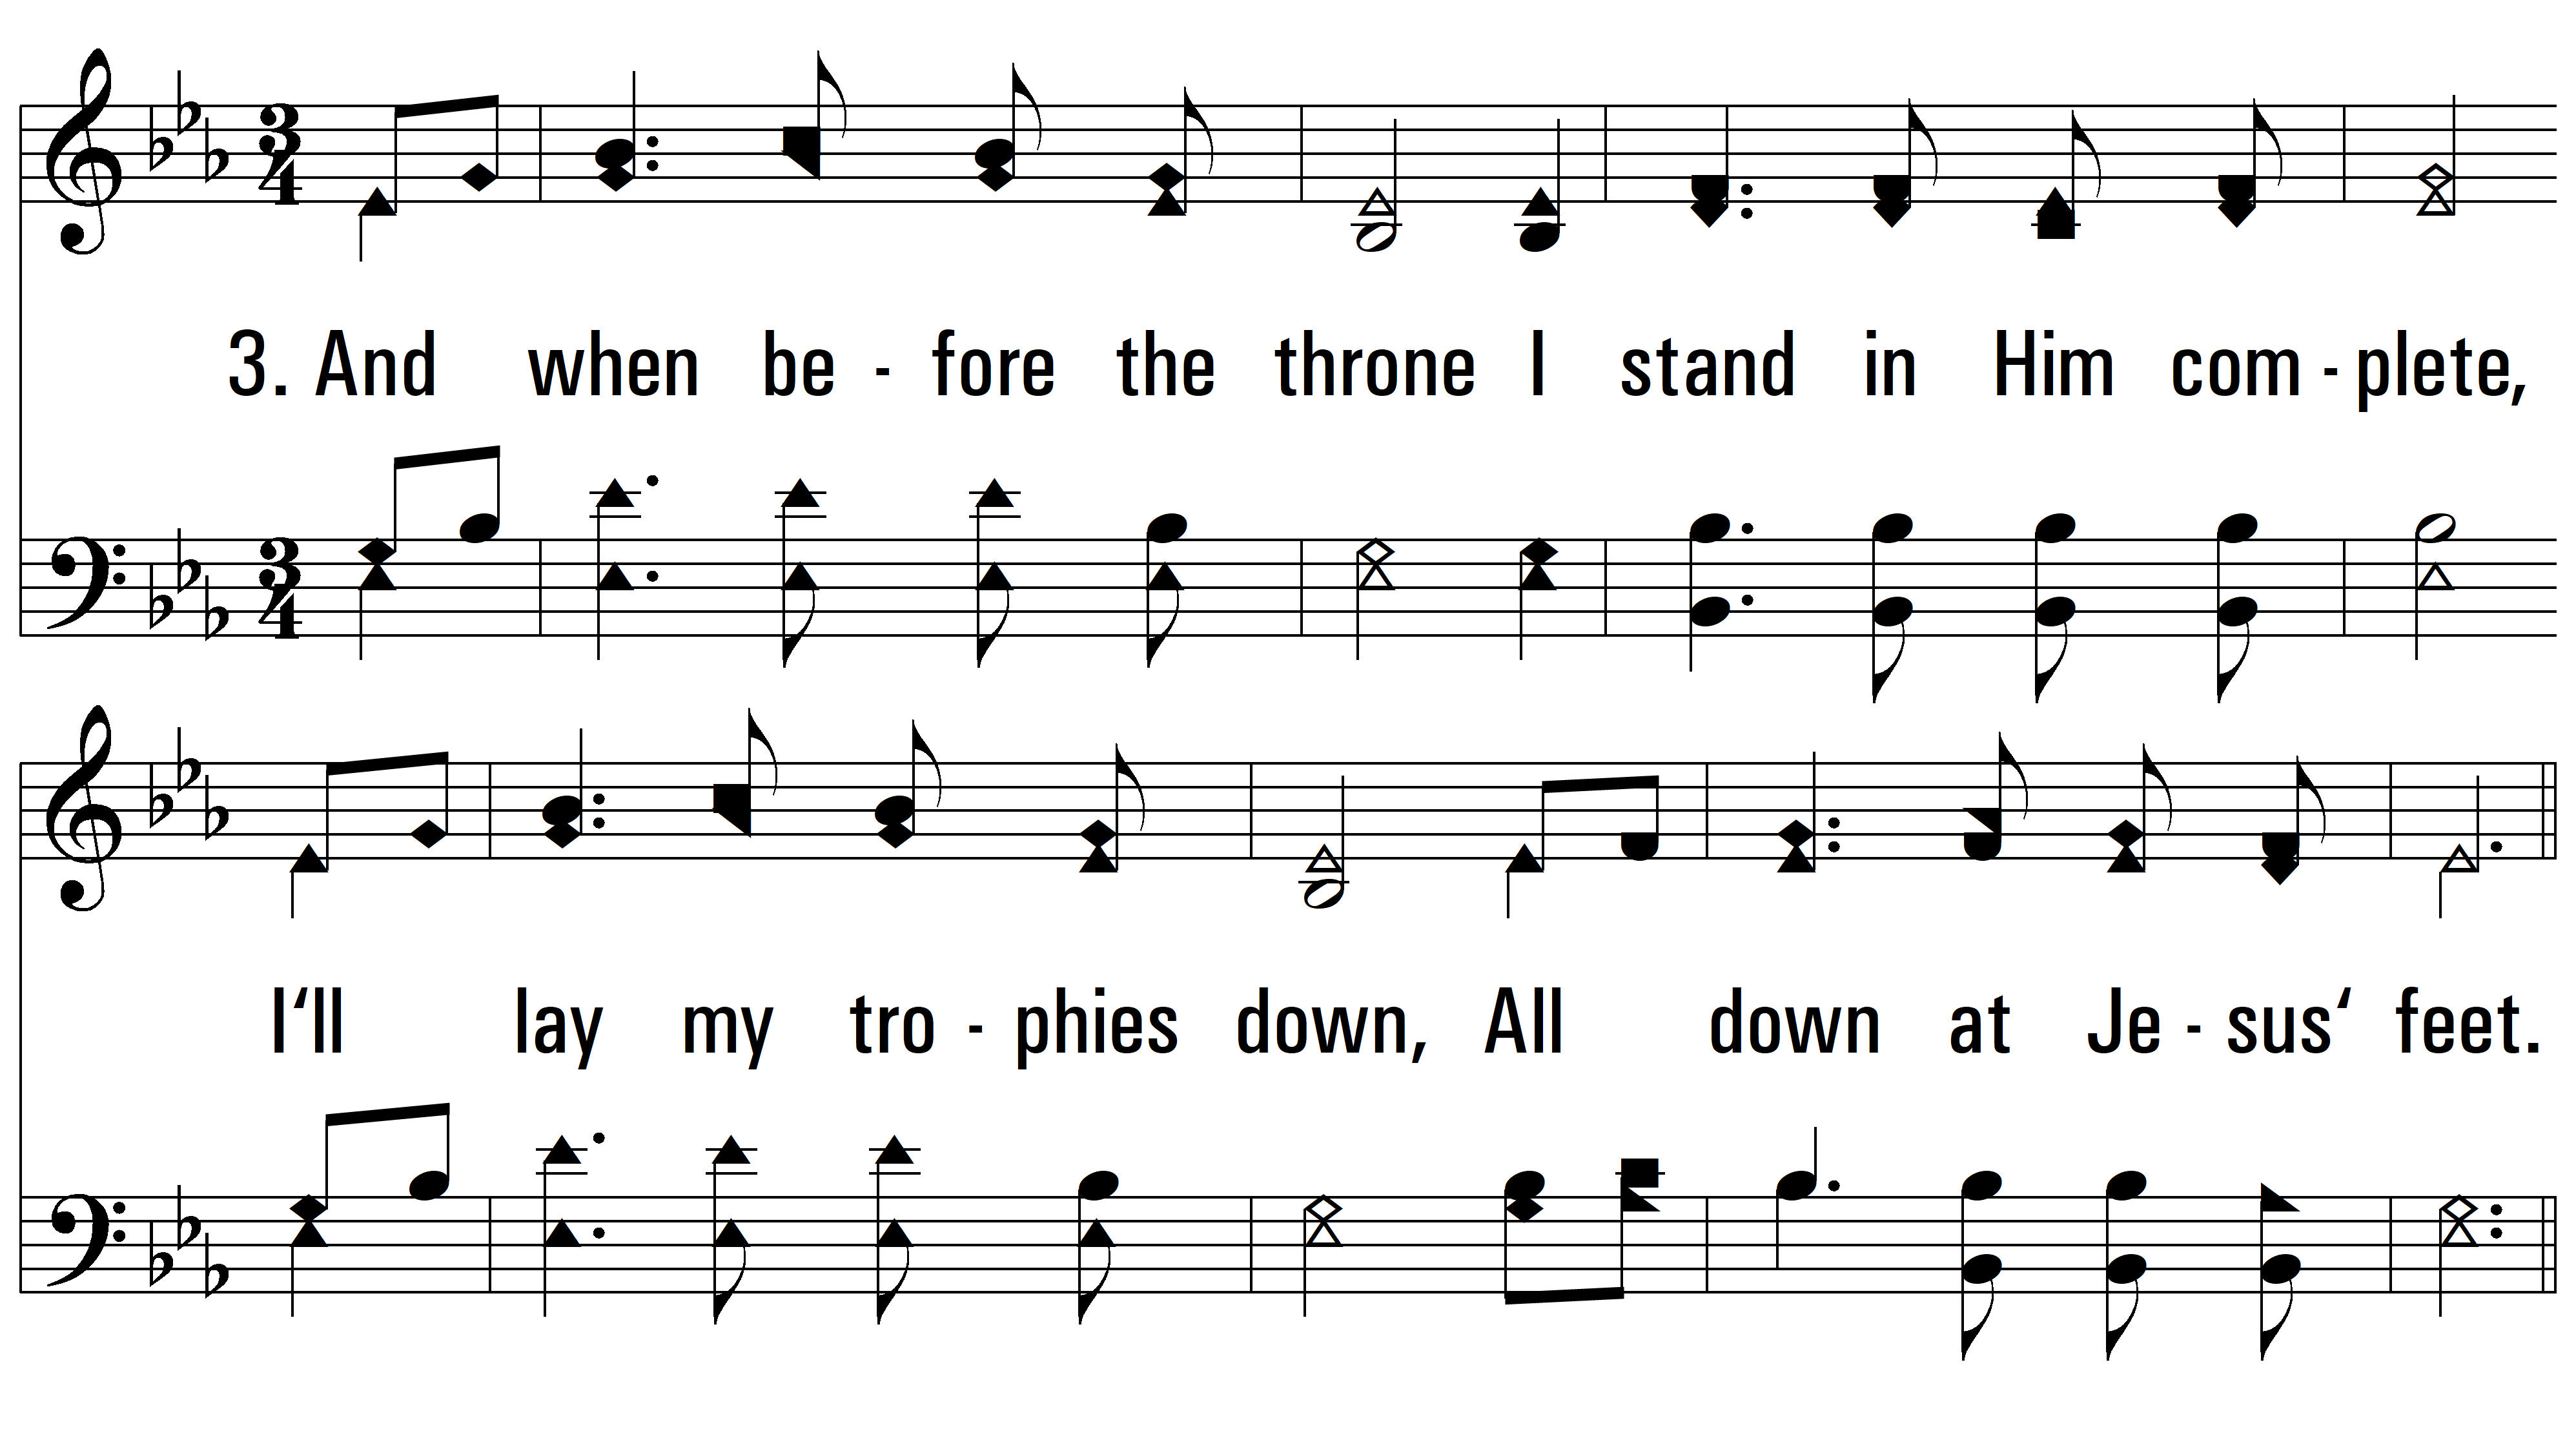 3. And when be - fore the throne I stand in Him com - plete,
I‘ll lay my tro - phies down, All down at Je - sus‘ feet.